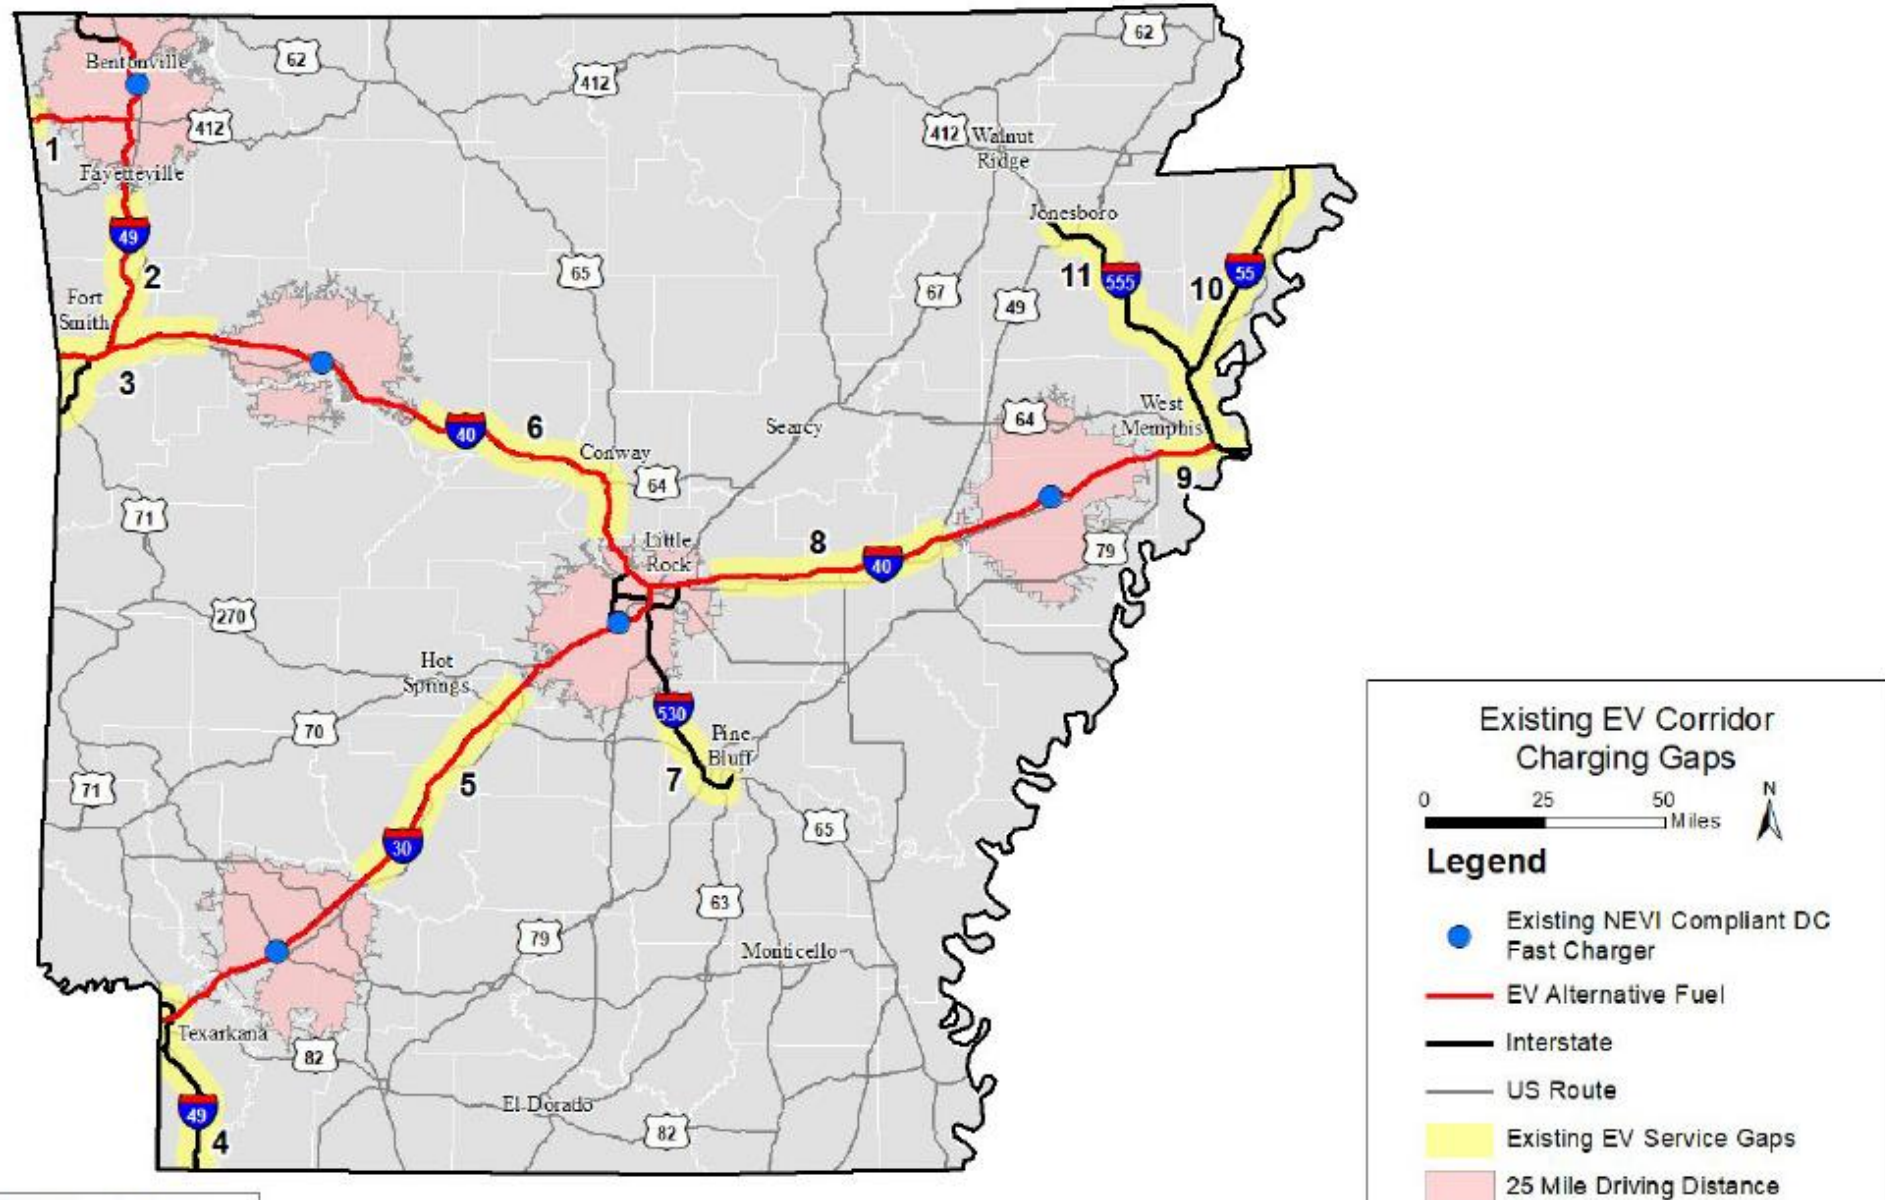 62
62
Bentonville
412
412
412
Walnut
Ridge
1
Fayetteville
Jonesboro
49
2
65
11
555
10
55
67
49
Fort
Smith
3
40
6
Conway
64
Searcy
64
West
Memphis
9
71
Little
Rock
8
40
79
270
Hot
Springs
530
Pine
Bluff
70
7
71
5
65
30
63
79
Monticello
Texarkana
82
49
4
El Dorado
82
Existing EV Corridor
Charging Gaps
0 25 50
Miles
N
Legend
Existing NEVI Compliant DC
Fast Charger
EV Alternative Fuel
Interstate
US Route
Existing EV Service Gaps
25 Mile Driving Distance